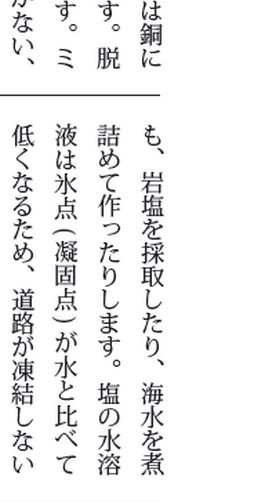 は銅に
す。脱
す。ミ
がない、
も、岩塩を採取したり、海水を煮
詰めて作ったりします。塩の水溶
液は氷点(凝固点)が水と比べて
低くなるため、道路が凍結しない